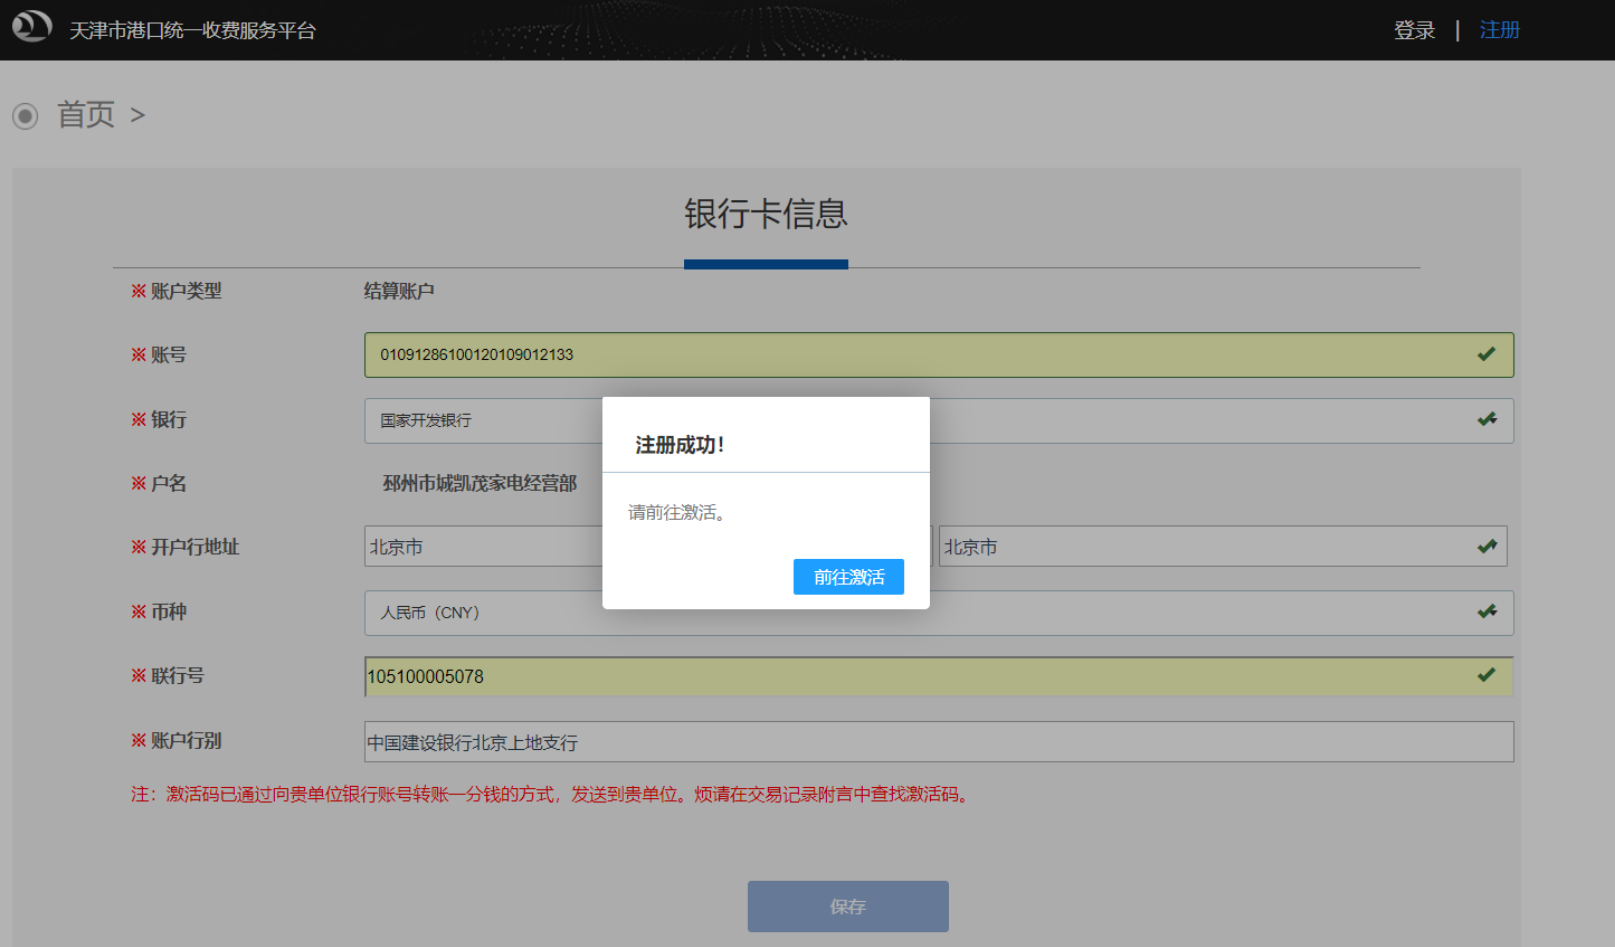 天津市港口统一收费服务平台
登录 | 注册
首页 >
银行卡信息
※ 账户类型 结算账户
※ 账号 01091286100120109012133
※ 银行 国家开发银行
注册成功！
※ 户名 邳州市城凯茂家电经营部
请前往激活。
※ 开户行地址 北京市 北京市
前往激活
※ 币种 人民币（CNY）
※ 联行号 105100005078
※ 账户行别 中国建设银行北京上地支行
注：激活码已通过向贵单位银行账号转账一分钱的方式，发送到贵单位。烦请在交易记录附言中查找激活码。
保存